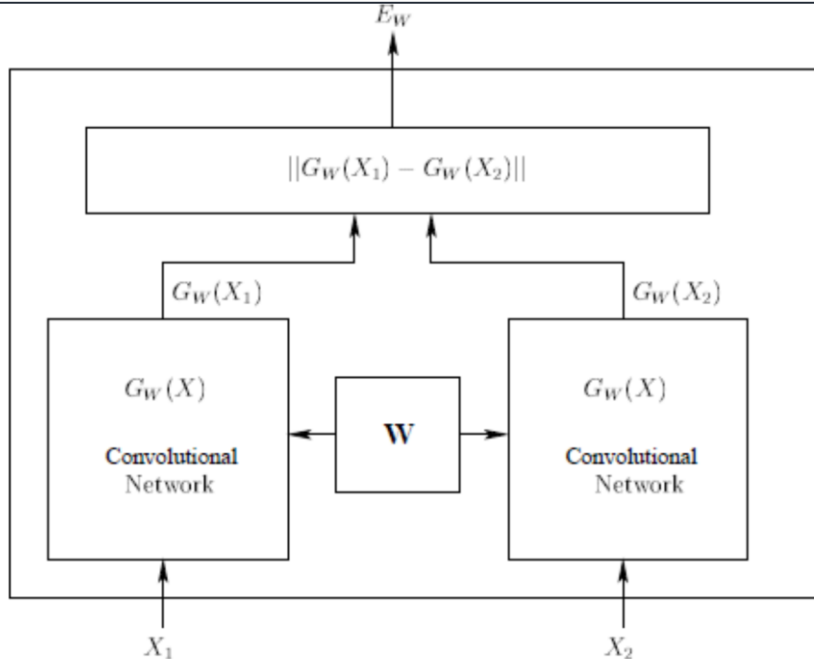 E_W
||G_W(X_1) − G_W(X_2)||
G_W(X_1)
G_W(X_2)
G_W(X)
Convolutional
Network
W
G_W(X)
Convolutional
Network
X_1
X_2